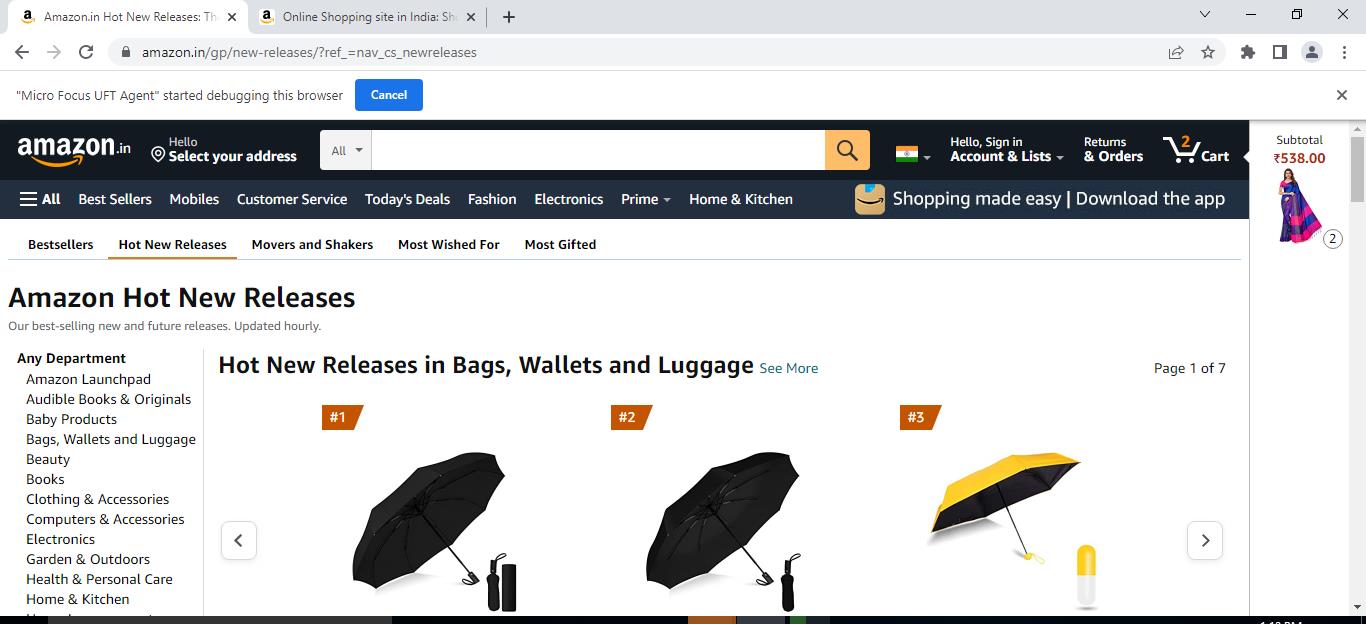 Amazon.in Hot New Releases: Th
Online Shopping site in India: Sh
amazon.in/gp/new-releases/?ref_=nav_cs_newreleases
"Micro Focus UFT Agent" started debugging this browser
Cancel
amazon.in
Hello
Select your address
All
Hello, Sign in
Account & Lists
Returns
& Orders
2
Cart
Subtotal
₹538.00
2
All
Best Sellers
Mobiles
Customer Service
Today's Deals
Fashion
Electronics
Prime
Home & Kitchen
Shopping made easy | Download the app
Bestsellers
Hot New Releases
Movers and Shakers
Most Wished For
Most Gifted
Amazon Hot New Releases
Our best-selling new and future releases. Updated hourly.
Any Department
Amazon Launchpad
Audible Books & Originals
Baby Products
Bags, Wallets and Luggage
Beauty
Books
Clothing & Accessories
Computers & Accessories
Electronics
Garden & Outdoors
Health & Personal Care
Home & Kitchen
Hot New Releases in Bags, Wallets and Luggage See More
Page 1 of 7
#1
#2
#3